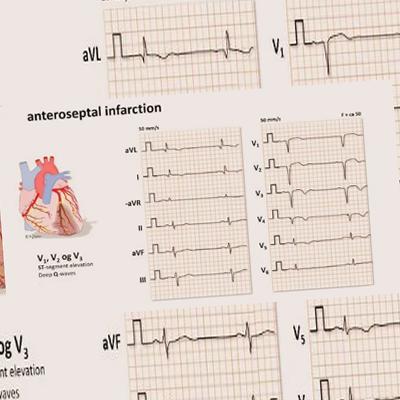 aVL
V1
anteroseptal infarction
50 mm/s
50 mm/s
F = ca 50
aVL
I
-aVR
II
aVF
III
V1
V2
V3
V4
V5
V6
V1, V2 og V3
ST-segment elevation
Deep Q-waves
og V3
nt elevation
waves
aVF
V5